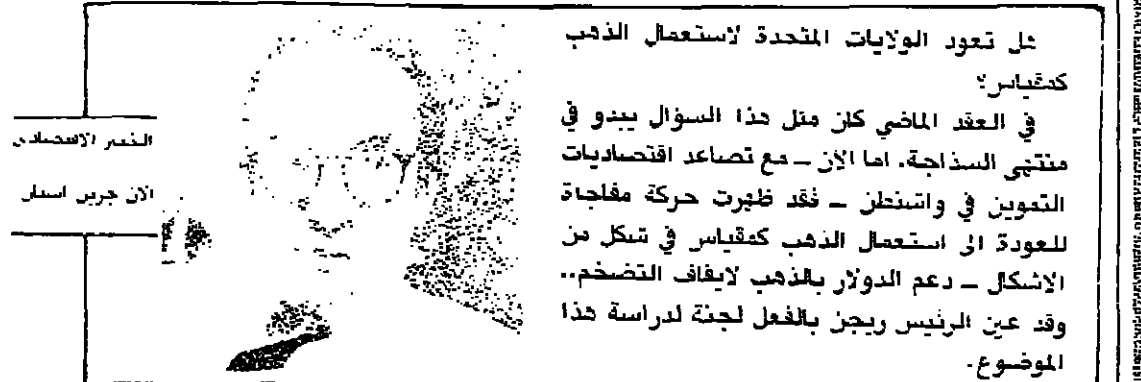 هل تعود الولايات المتحدة لاستعمال الذهب
كمقياس؟
في العقد الماضي كان مثل هذا السؤال يبدو في
منتهى السذاجة. اما الآن – مع تصاعد اقتصاديات
التموين في واشنطن – فقد ظهرت حركة مفاجأة
للعودة الى استعمال الذهب كمقياس في شكل من
الاشكال – دعم الدولار بالذهب لايقاف التضخم..
وقد عين الرئيس ريجن بالفعل لجنة لدراسة هذا
الموضوع.
الخبير الاقتصادي
الان جرين اسبان